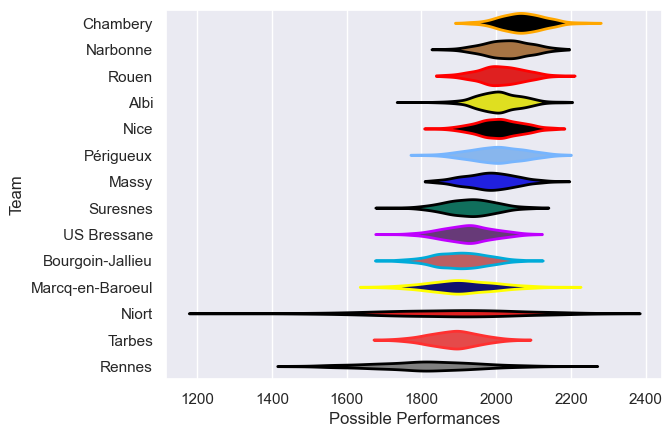 Chambery
Narbonne
Rouen
Albi
Nice
Périgueux
Massy
Suresnes
US Bressane
Bourgoin-Jallieu
Marcq-en-Baroeul
Niort
Tarbes
Rennes
Team
1200 1400 1600 1800 2000 2200 2400
Possible Performances